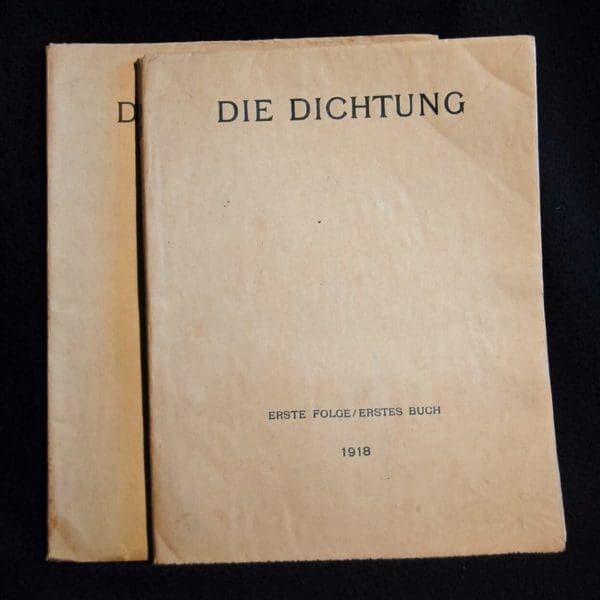 D
DIE DICHTUNG
ERSTE FOLGE/ERSTES BUCH
1918